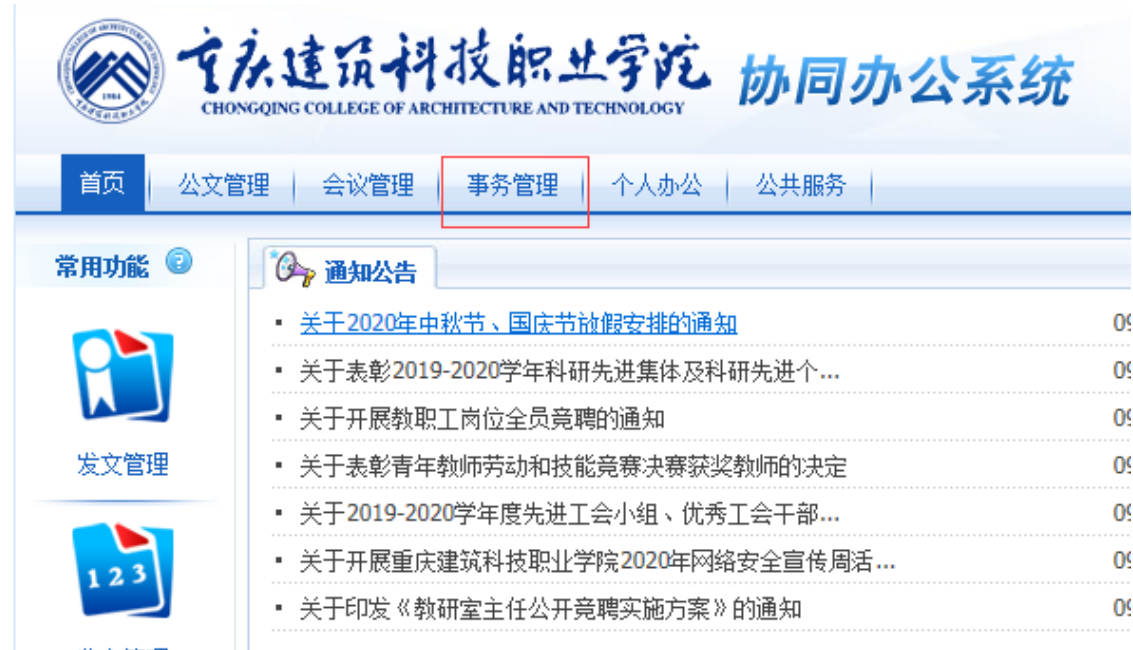 重庆建筑科技职业学院 协同办公系统
CHONGQING COLLEGE OF ARCHITECTURE AND TECHNOLOGY
1984
首页 公文管理 会议管理 事务管理 个人办公 公共服务
常用功能
通知公告
关于2020年中秋节、国庆节放假安排的通知 09
关于表彰2019-2020学年科研先进集体及科研先进个... 09
关于开展教职工岗位全员竞聘的通知 09
关于表彰青年教师劳动和技能竞赛决赛获奖教师的决定 09
发文管理
关于2019-2020学年度先进工会小组、优秀工会干部... 09
关于开展重庆建筑科技职业学院2020年网络安全宣传周活... 09
123
关于印发《教研室主任公开竞聘实施方案》的通知 09